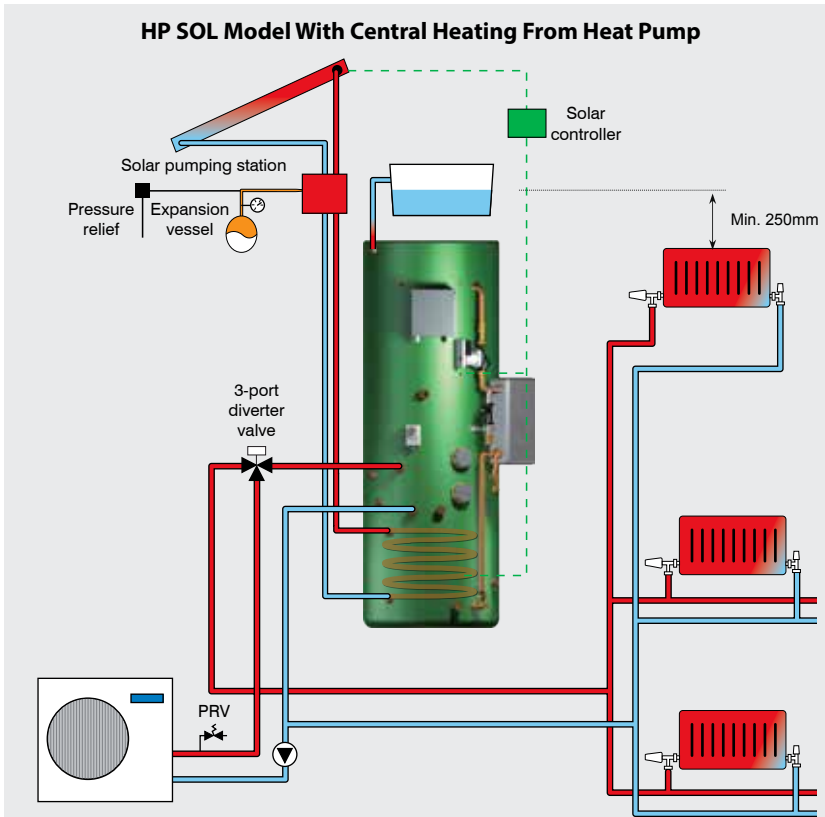 HP SOL Model With Central Heating From Heat Pump
Solar
controller
Solar pumping station
Pressure
relief
Expansion
vessel
Min. 250mm
3-port
diverter
valve
PRV